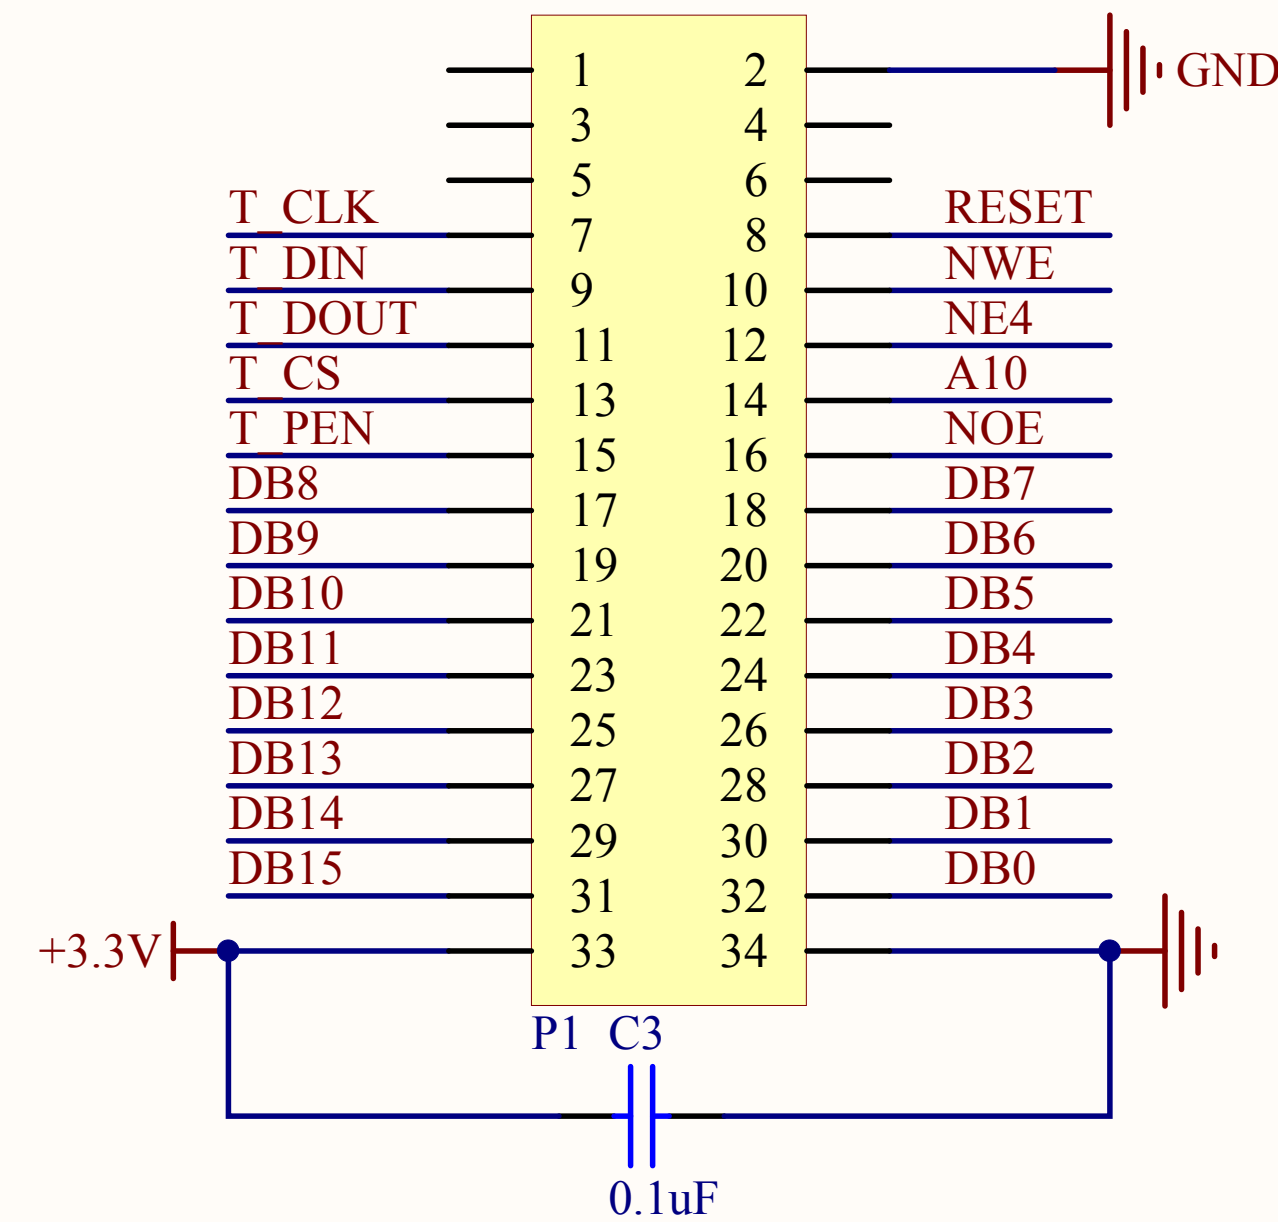 1 2 GND
3 4
5 6
T_CLK 7 8 RESET
T_DIN 9 10 NWE
T_DOUT 11 12 NE4
T_CS 13 14 A10
T_PEN 15 16 NOE
DB8 17 18 DB7
DB9 19 20 DB6
DB10 21 22 DB5
DB11 23 24 DB4
DB12 25 26 DB3
DB13 27 28 DB2
DB14 29 30 DB1
DB15 31 32 DB0
+3.3V 33 34
P1 C3
0.1uF